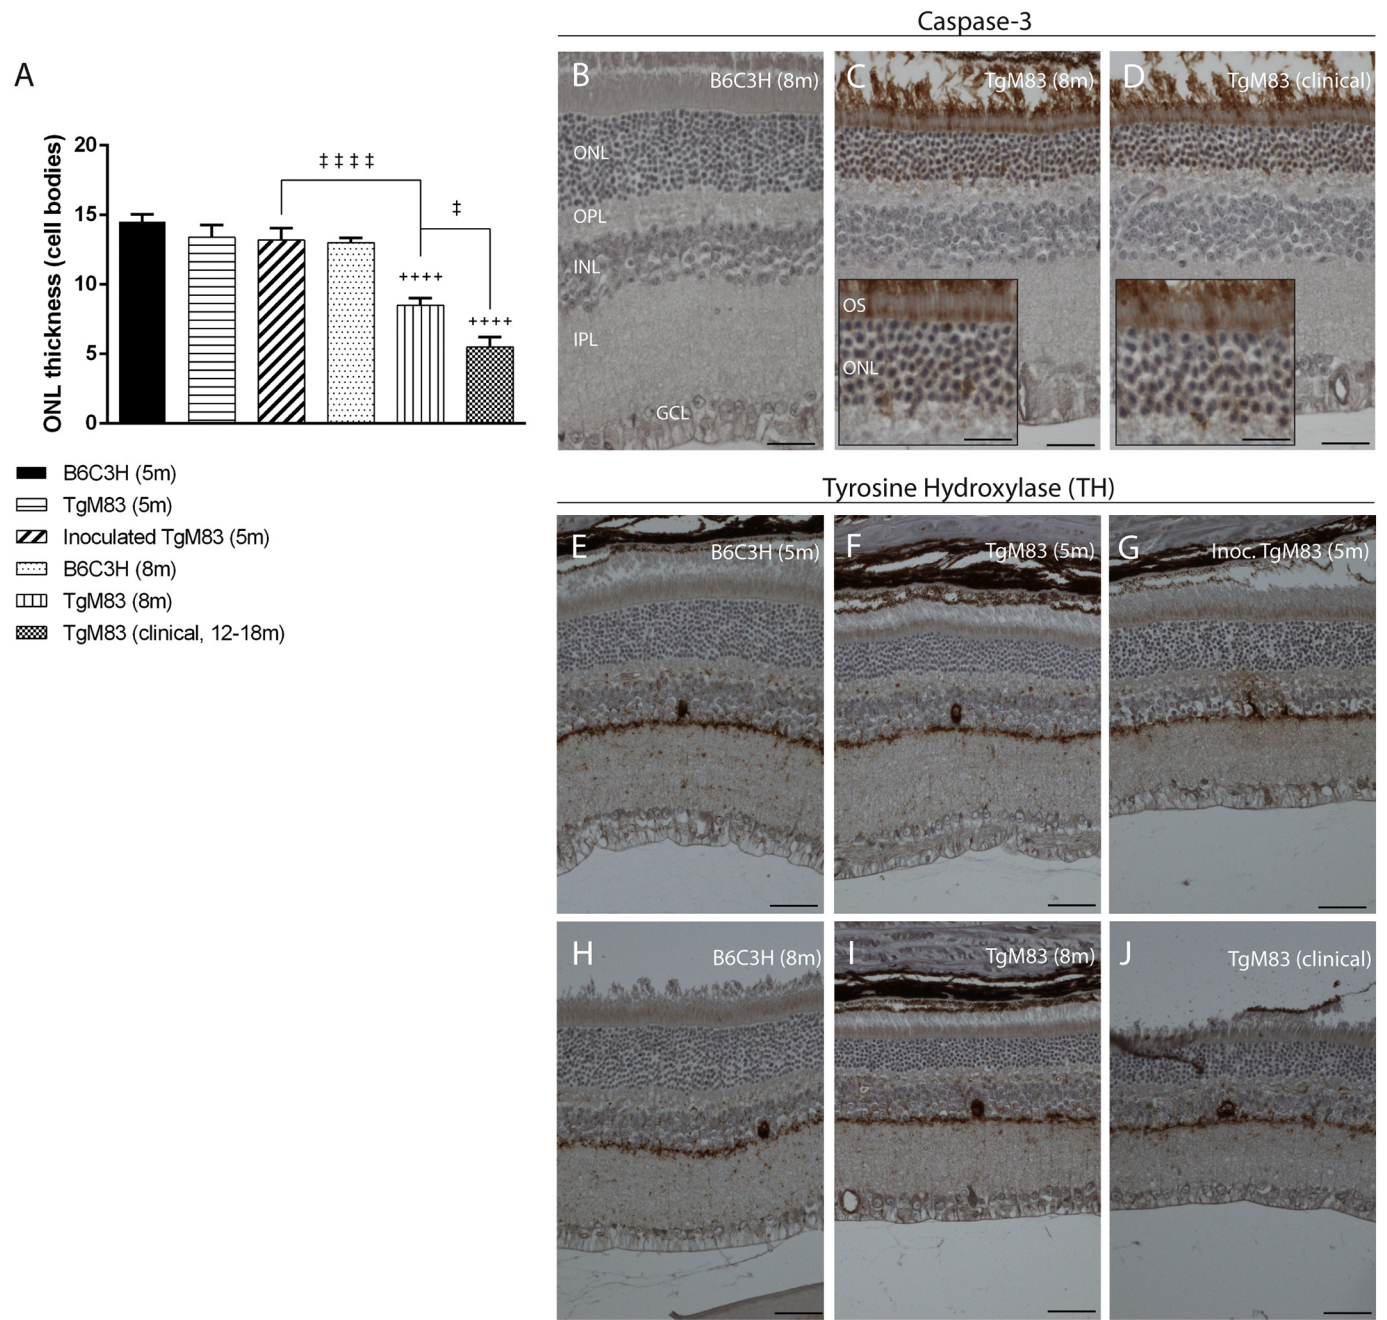 Caspase-3
A
ONL thickness (cell bodies)
20
15
10
5
0
‡ ‡ ‡ ‡
‡
++++
++++
B6C3H (5m)
TgM83 (5m)
Inoculated TgM83 (5m)
B6C3H (8m)
TgM83 (8m)
TgM83 (clinical, 12-18m)
B
B6C3H (8m)
ONL
OPL
INL
IPL
GCL
C
TgM83 (8m)
OS
ONL
D
TgM83 (clinical)
Tyrosine Hydroxylase (TH)
E
B6C3H (5m)
F
TgM83 (5m)
G
Inoc. TgM83 (5m)
H
B6C3H (8m)
I
TgM83 (8m)
J
TgM83 (clinical)